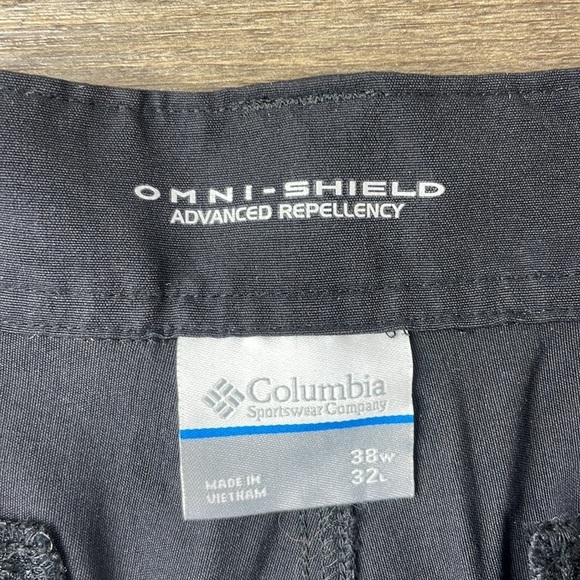 OMNI-SHIELD
ADVANCED REPELLENCY
Columbia
Sportswear Company
38W
32L
MADE IN
VIETNAM